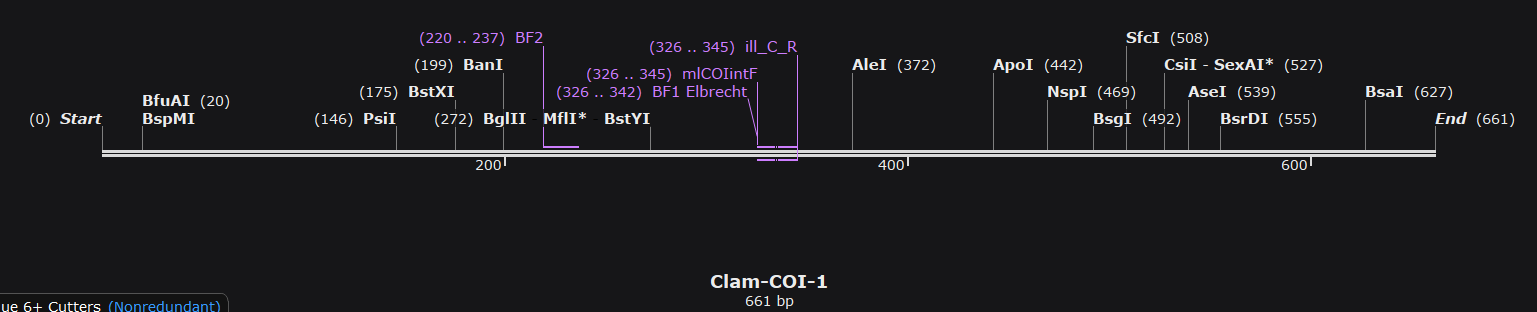 (220 .. 237) BF2
(326 .. 345) ill_C_R
SfcI (508)
(199) BanI
(326 .. 345) mlCOIintF
AleI (372)
ApoI (442)
CsiI - SexAI* (527)
(175) BstXI
(326 .. 342) BF1 Elbrecht
NspI (469)
AseI (539)
BsaI (627)
BfuAI (20)
(0) Start
BspMI
(146) PsiI
(272) BglII - MflI* - BstYI
BsgI (492)
BsrDI (555)
End (661)
200
400
600
Clam-COI-1
661 bp
ue 6+ Cutters (Nonredundant)